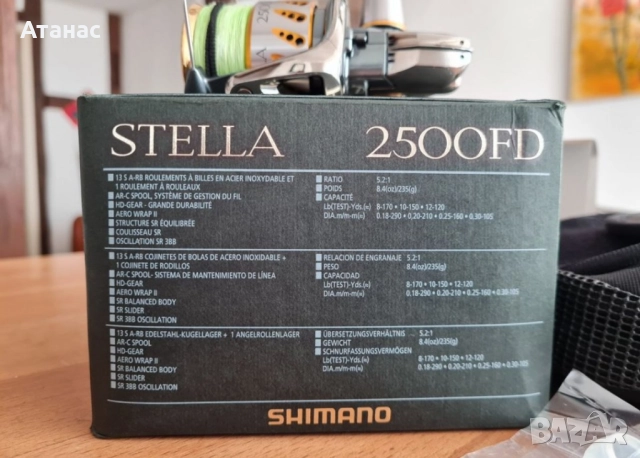 Атанас
2500
STELLA 2500FD
13 S A-RB ROULEMENTS À BILLES EN ACIER INOXYDABLE ET
1 ROULEMENT À ROULEAUX
AR-C SPOOL, SYSTÈME DE GESTION DU FIL
HD-GEAR - GRANDE DURABILITÉ
AERO WRAP II
STRUCTURE SR ÉQUILIBRÉE
COULISSEAU SR
OSCILLATION SR 3BB
RATIO 5.2:1
POIDS 8.4(oz)/235(g)
CAPACITÉ
Lb(TEST)-Yds.(≈) 8-170 • 10-150 • 12-120
DIA.m/m-m(≈) 0.18-290 • 0.20-210 • 0.25-160 • 0.30-105
13 S A-RB COJINETES DE BOLAS DE ACERO INOXIDABLE +
1 COJINETE DE RODILLOS
AR-C SPOOL-SISTEMA DE MANTENIMIENTO DE LÍNEA
HD-GEAR
AERO WRAP II
SR BALANCED BODY
SR SLIDER
SR 3BB OSCILLATION
RELACION DE ENGRANAJE 5.2:1
PESO 8.4(oz)/235(g)
CAPACIDAD
Lb(TEST)-Yds.(≈) 8-170 • 10-150 • 12-120
DIA.m/m-m(≈) 0.18-290 • 0.20-210 • 0.25-160 • 0.30-105
13 S A-RB EDELSTAHL-KUGELLAGER + 1 ANGELROLLENLAGER
AR-C SPOOL
HD-GEAR
AERO WRAP II
SR BALANCED BODY
SR SLIDER
SR 3BB OSCILLATION
ÜBERSETZUNGSVERHÄLTNIS 5.2:1
GEWICHT 8.4(oz)/235(g)
SCHNURFASSUNGSVERMÖGEN
Lb(TEST)-Yds.(≈) 8-170 • 10-150 • 12-120
DIA.m/m-m(≈) 0.18-290 • 0.20-210 • 0.25-160 • 0.30-105
SHIMANO
BAZAR